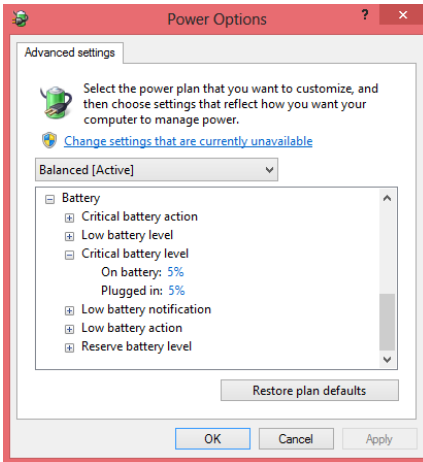 Power Options
?
×
Advanced settings
Select the power plan that you want to customize, and
then choose settings that reflect how you want your
computer to manage power.
Change settings that are currently unavailable
Balanced [Active]
Battery
Critical battery action
Low battery level
Critical battery level
On battery: 5%
Plugged in: 5%
Low battery notification
Low battery action
Reserve battery level
Restore plan defaults
OK Cancel Apply